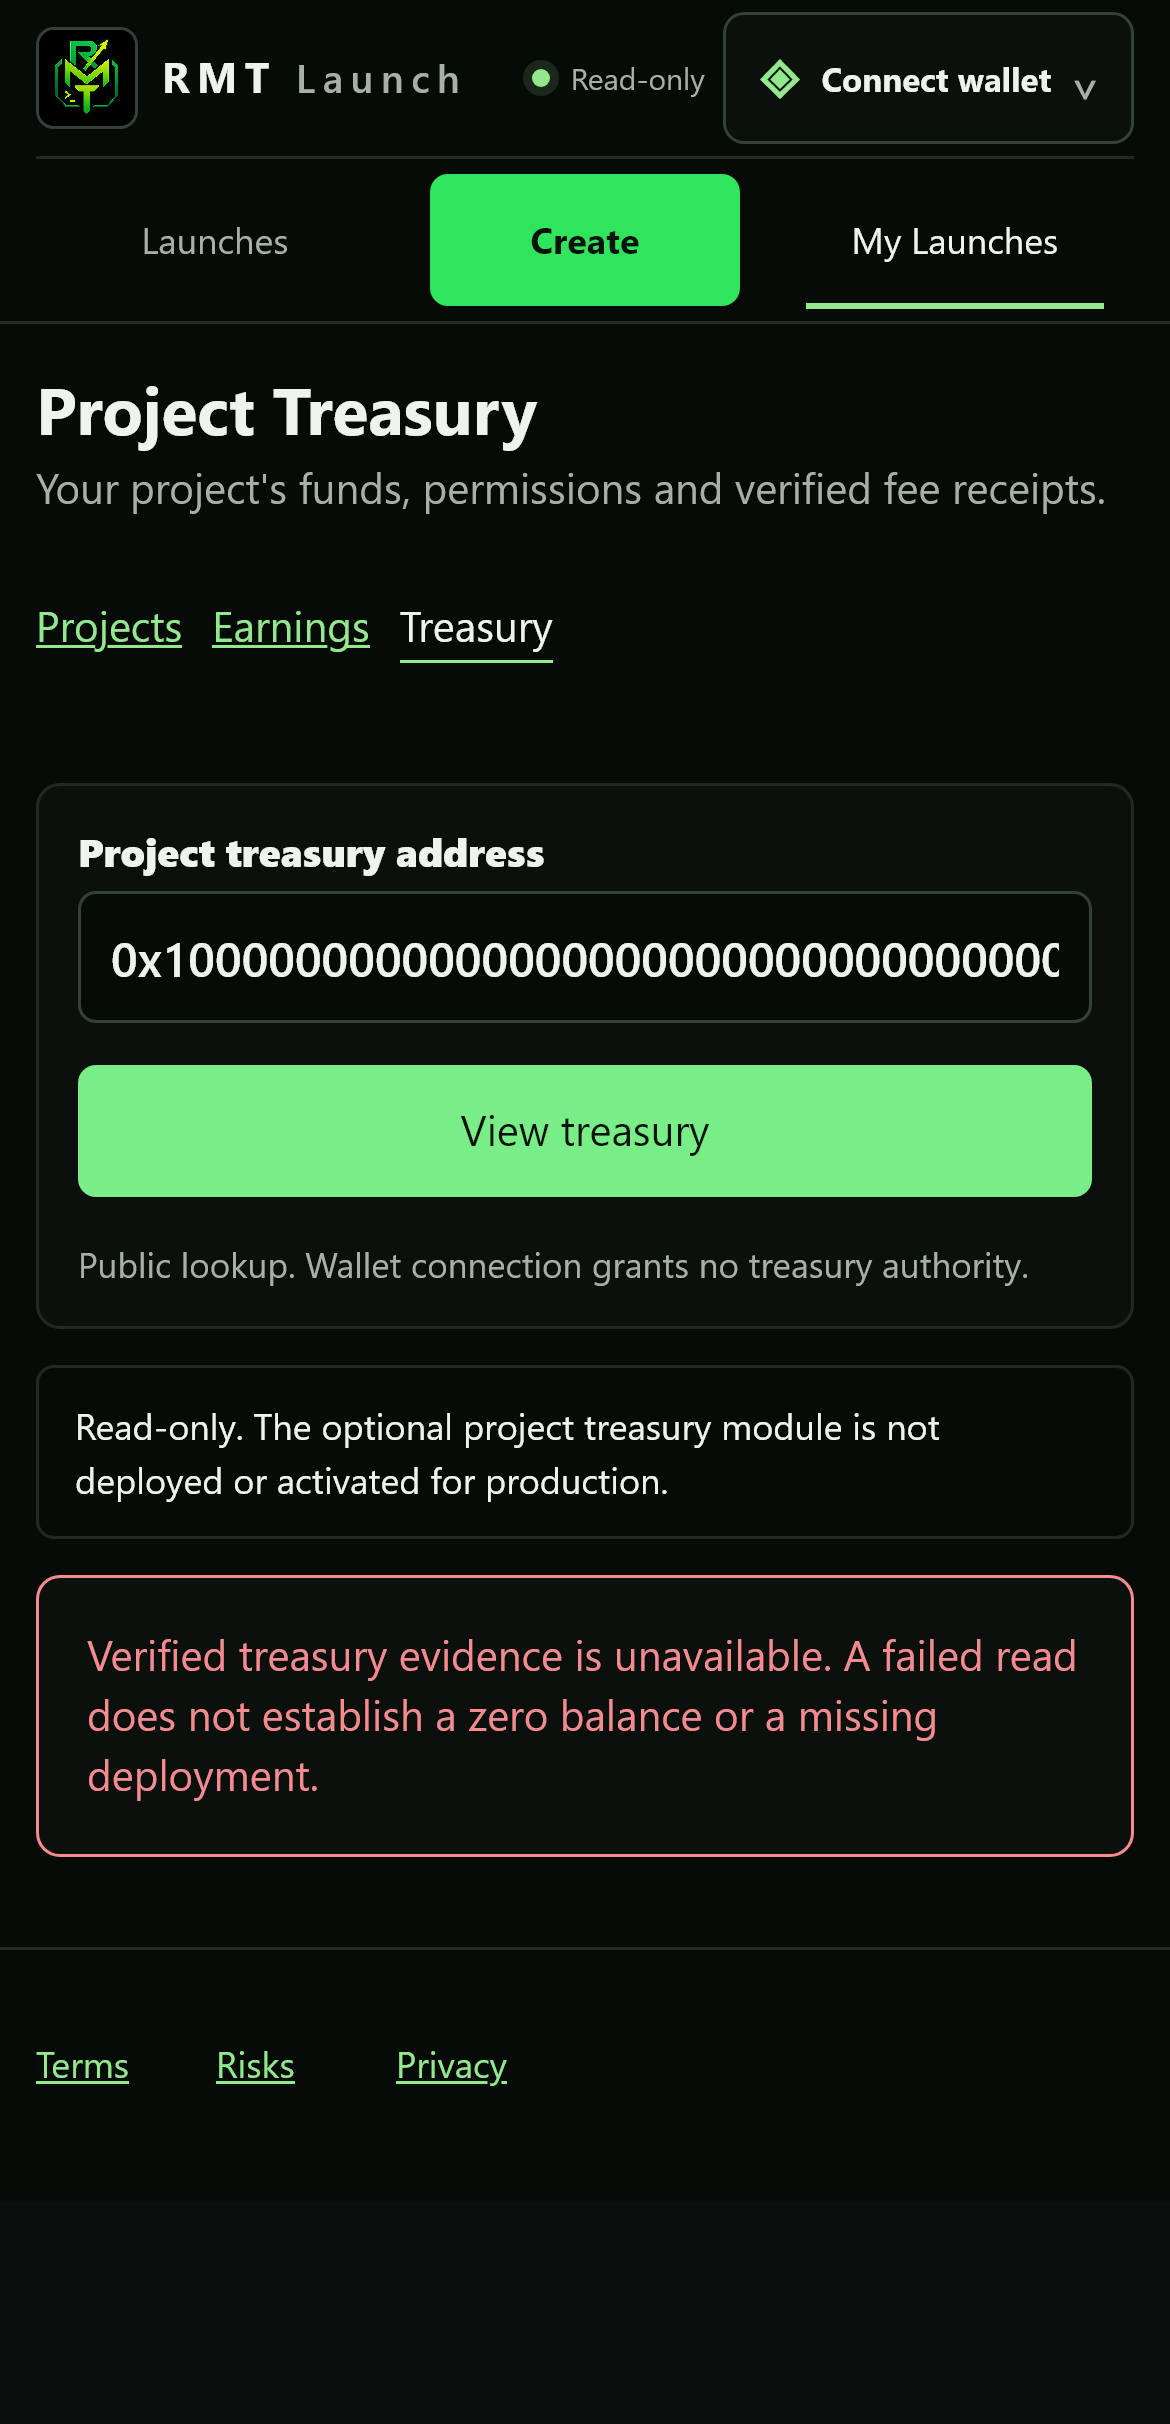 RMT Launch
Read-only
Connect wallet
Launches
Create
My Launches
Project Treasury
Your project's funds, permissions and verified fee receipts.
Projects Earnings Treasury
Project treasury address
View treasury
Public lookup. Wallet connection grants no treasury authority.
Read-only. The optional project treasury module is not
deployed or activated for production.
Verified treasury evidence is unavailable. A failed read
does not establish a zero balance or a missing
deployment.
Terms Risks Privacy